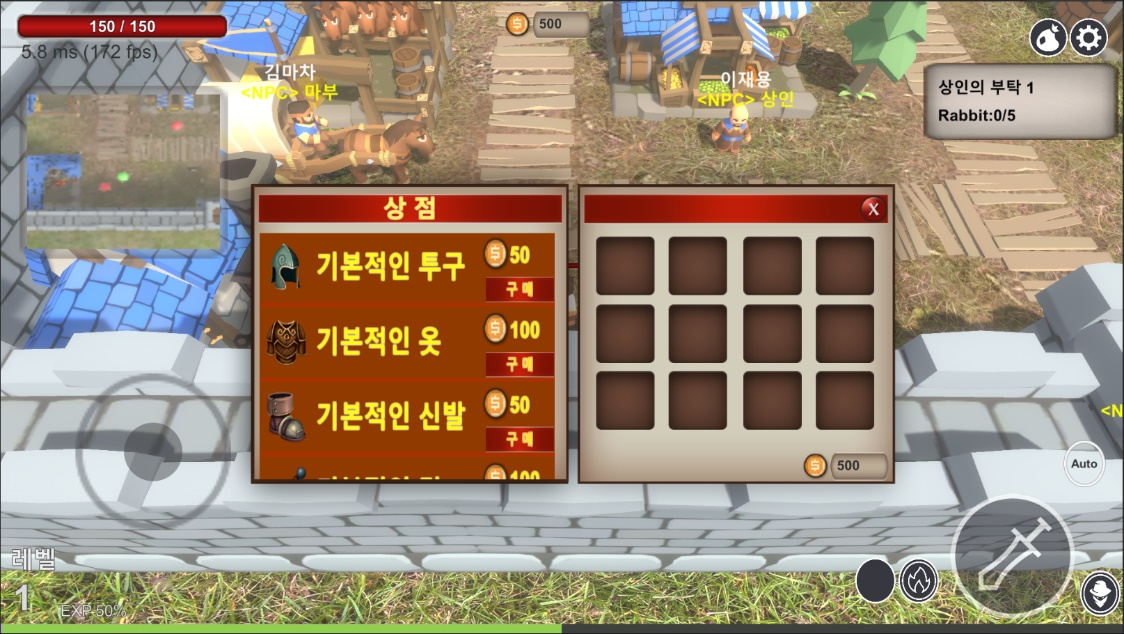 150 / 150
500
5.8 ms (172 fps)
김마차
<NPC> 마부
이재용
<NPC> 상인
상인의 부탁 1
Rabbit:0/5
상 점
X
기본적인 투구
50
구매
기본적인 옷
100
구매
기본적인 신발
50
구매
100
500
<N
Auto
레벨
1
EXP 50%